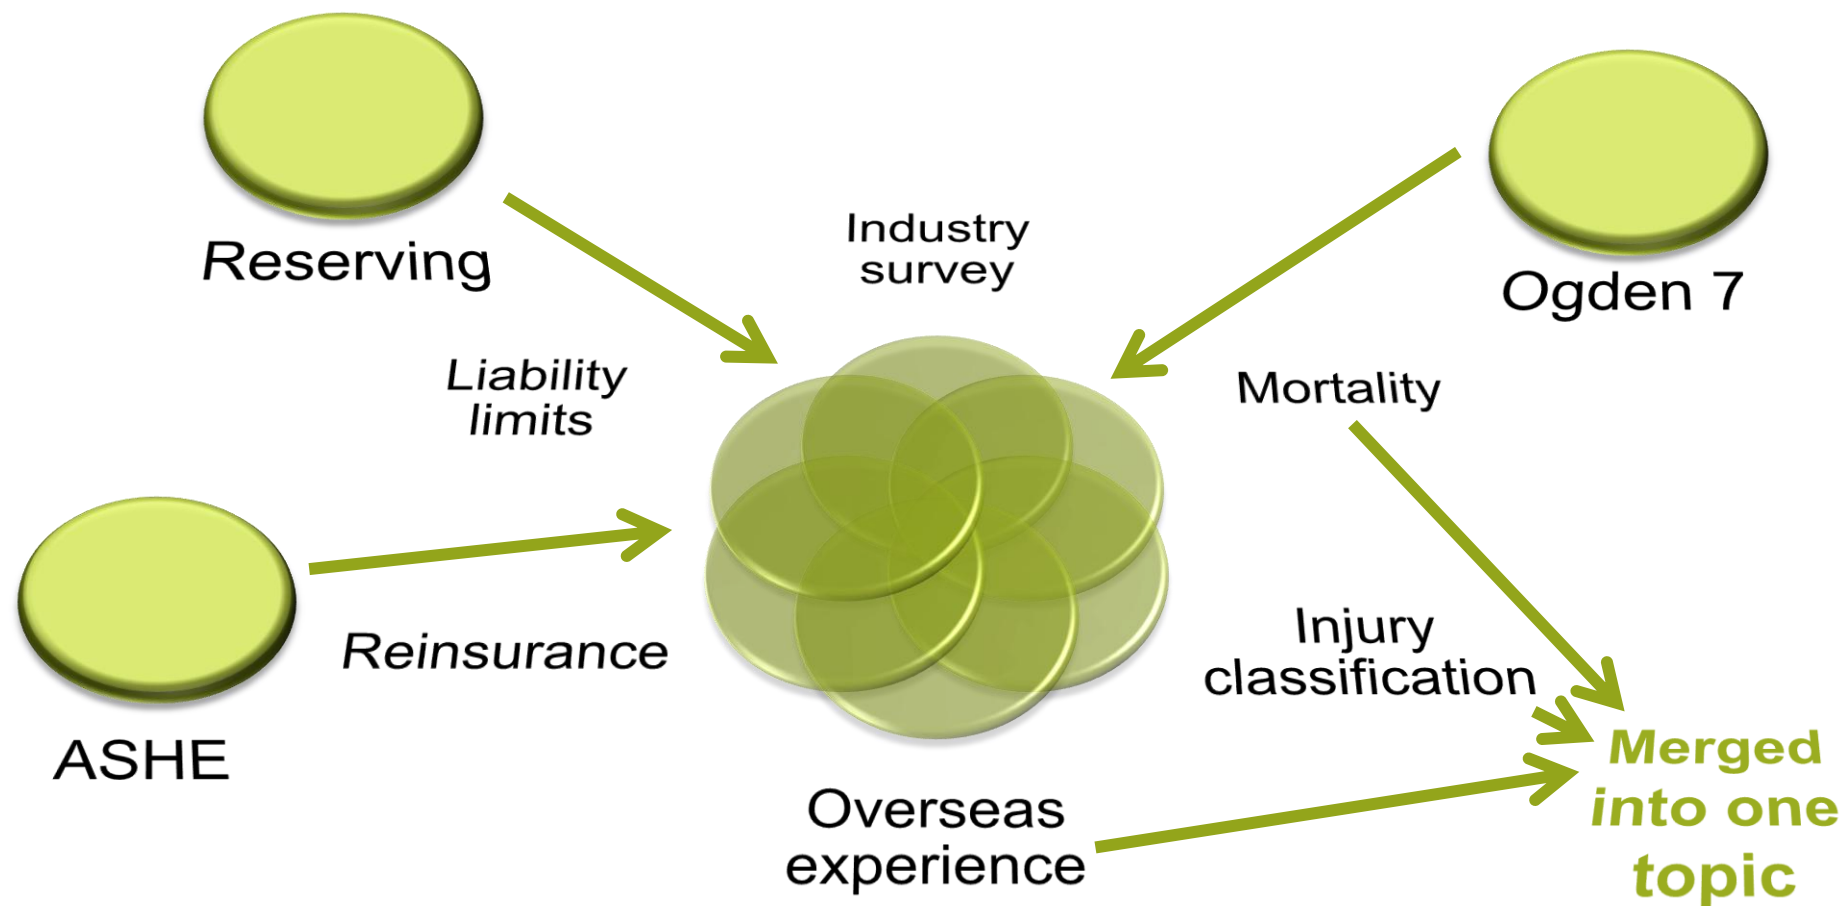 Reserving
Industry
survey
Ogden 7
Liability
limits
Mortality
ASHE
Reinsurance
Injury
classification
Overseas
experience
Merged
into one
topic